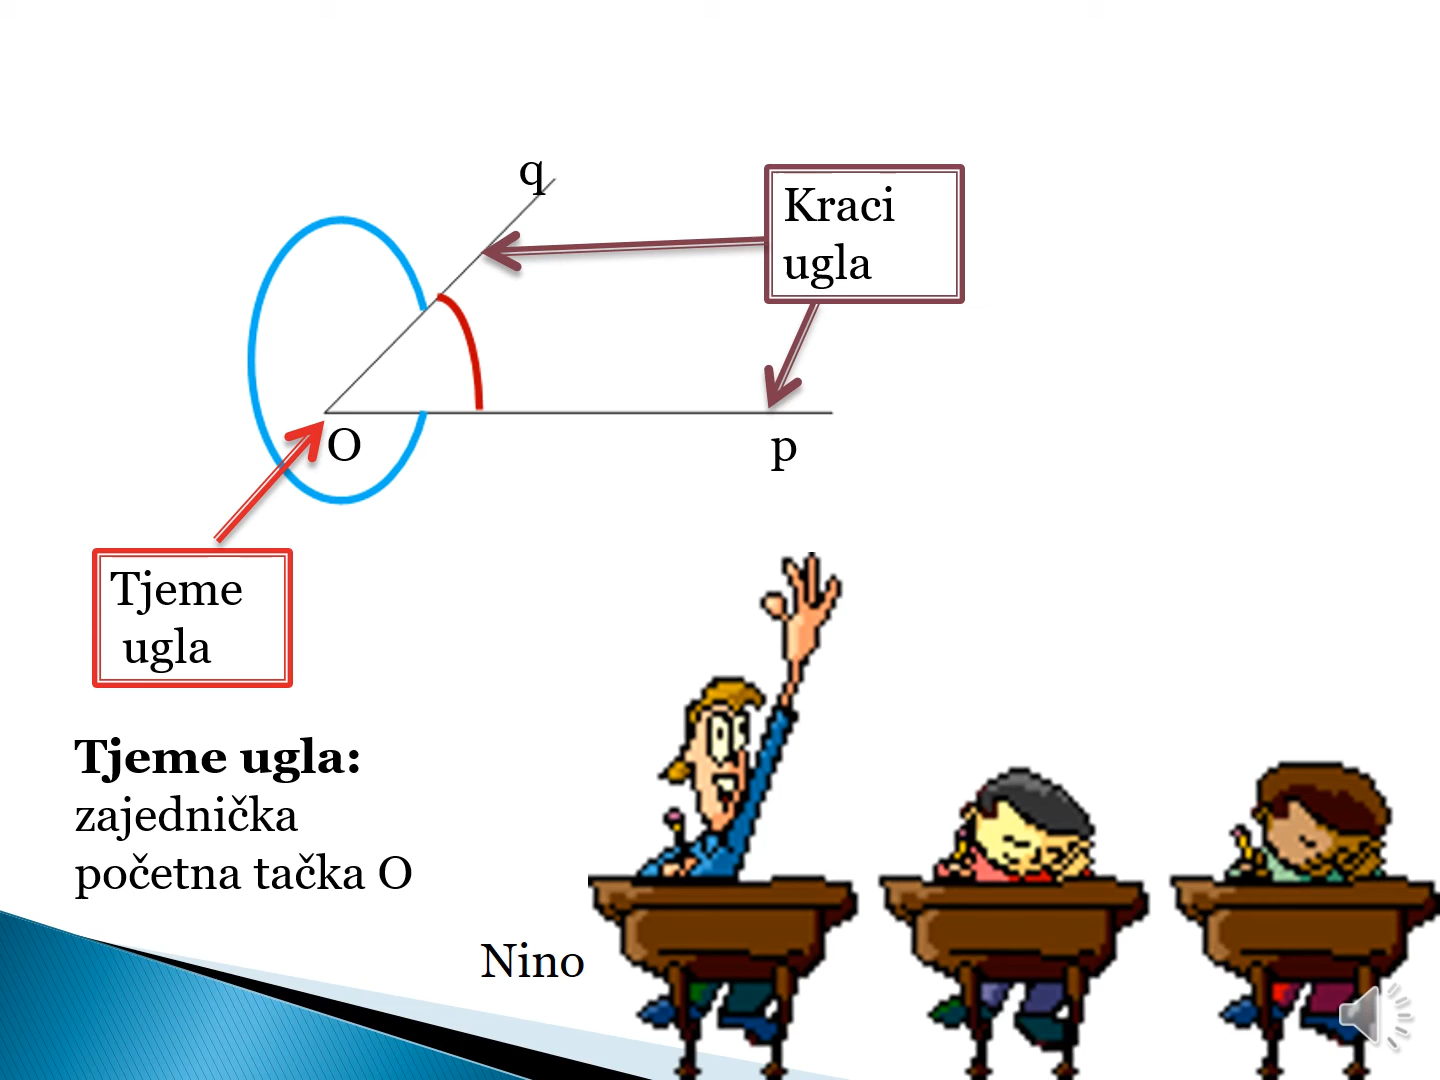 q
Kraci
ugla
O
p
Tjeme
ugla
Tjeme ugla:
zajednička
početna tačka O
Nino